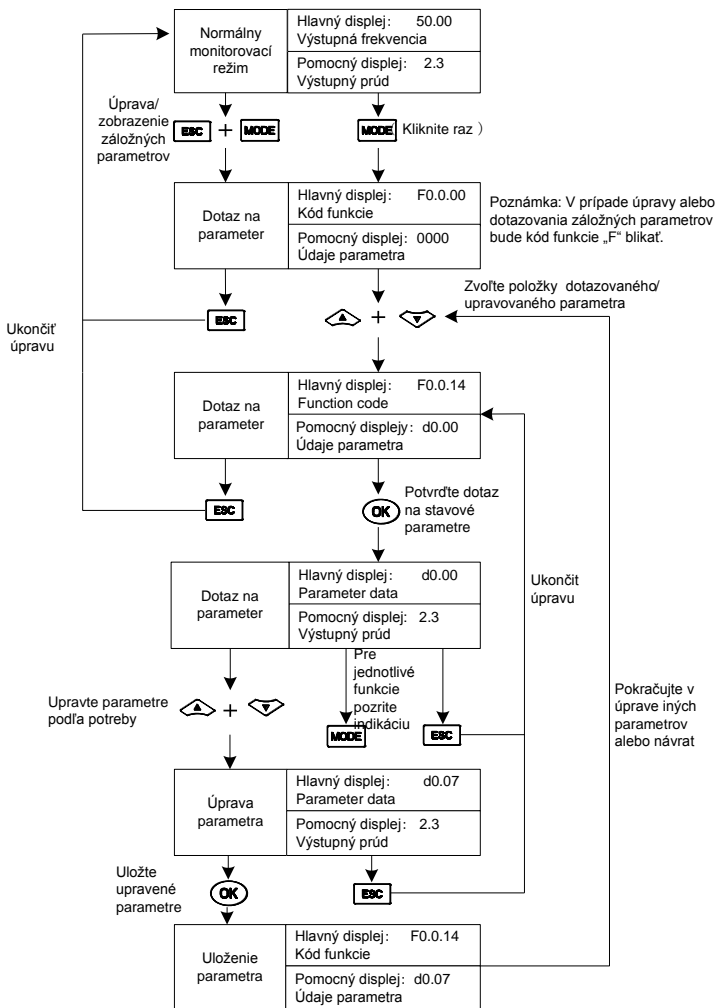 Normálny
monitorovací
režim
Hlavný displej: 50.00
Výstupná frekvencia
Pomocný displej: 2.3
Výstupný prúd
Úprava/
zobrazenie
záložných
parametrov
ESC + MODE
MODE Kliknite raz )
Dotaz na
parameter
Hlavný displej: F0.0.00
Kód funkcie
Pomocný displej: 0000
Údaje parametra
Poznámka: V prípade úpravy alebo
dotazovania záložných parametrov
bude kód funkcie „F“ blikať.
Zvoľte položky dotazovaného/
upravovaného parametra
ESC
+
Ukončiť
úpravu
Dotaz na
parameter
Hlavný displej: F0.0.14
Function code
Pomocný displejy: d0.00
Údaje parametra
ESC
OK
Potvrďte dotaz
na stavové
parametre
Dotaz na
parameter
Hlavný displej: d0.00
Parameter data
Pomocný displej: 2.3
Výstupný prúd
Ukončit
úpravu
Upravte parametre
podľa potreby
+
Pre
jednotlivé
funkcie
pozrite
indikáciu
MODE
ESC
Pokračujte v
úprave iných
parametrov
alebo návrat
Úprava
parametra
Hlavný displej: d0.07
Parameter data
Pomocný displej: 2.3
Výstupný prúd
Uložte
upravené
parametre
OK
ESC
Uloženie
parametra
Hlavný displej: F0.0.14
Kód funkcie
Pomocný displej: d0.07
Údaje parametra